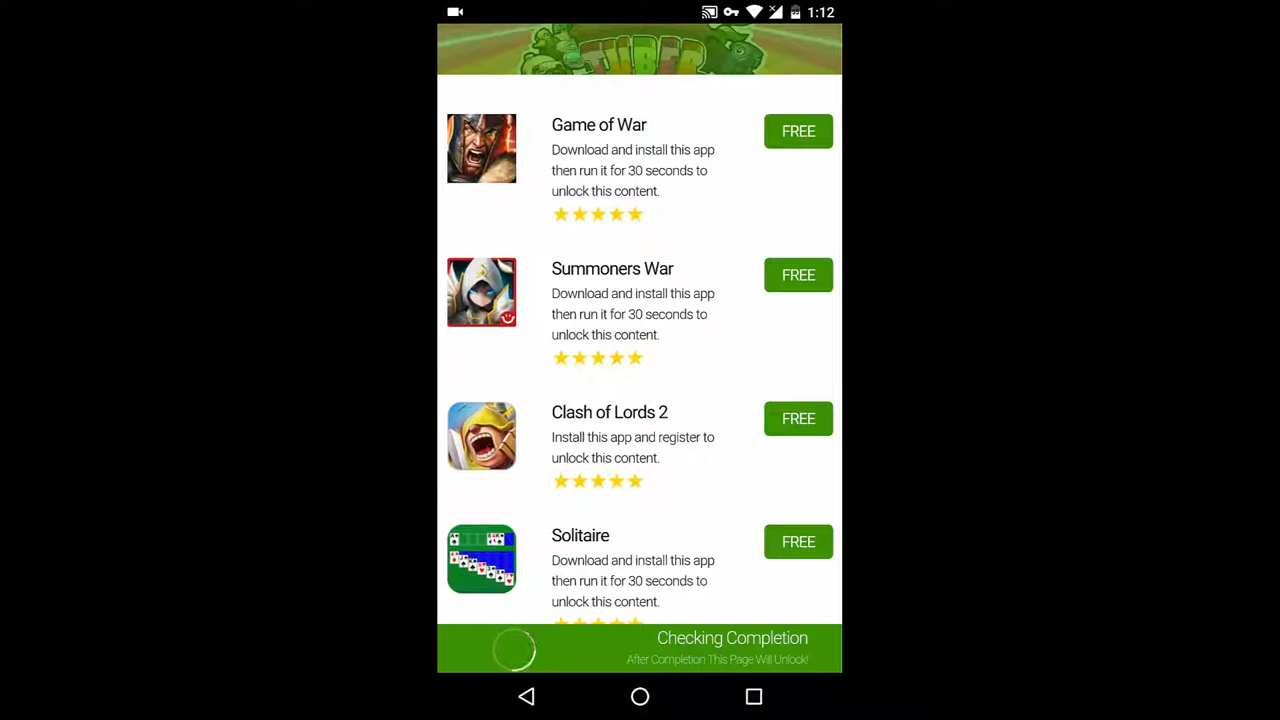 1:12
Game of War
FREE
Download and install this app
then run it for 30 seconds to
unlock this content.
Summoners War
FREE
Download and install this app
then run it for 30 seconds to
unlock this content.
Clash of Lords 2
FREE
Install this app and register to
unlock this content.
Solitaire
FREE
Download and install this app
then run it for 30 seconds to
unlock this content.
Checking Completion
After Completion This Page Will Unlock!